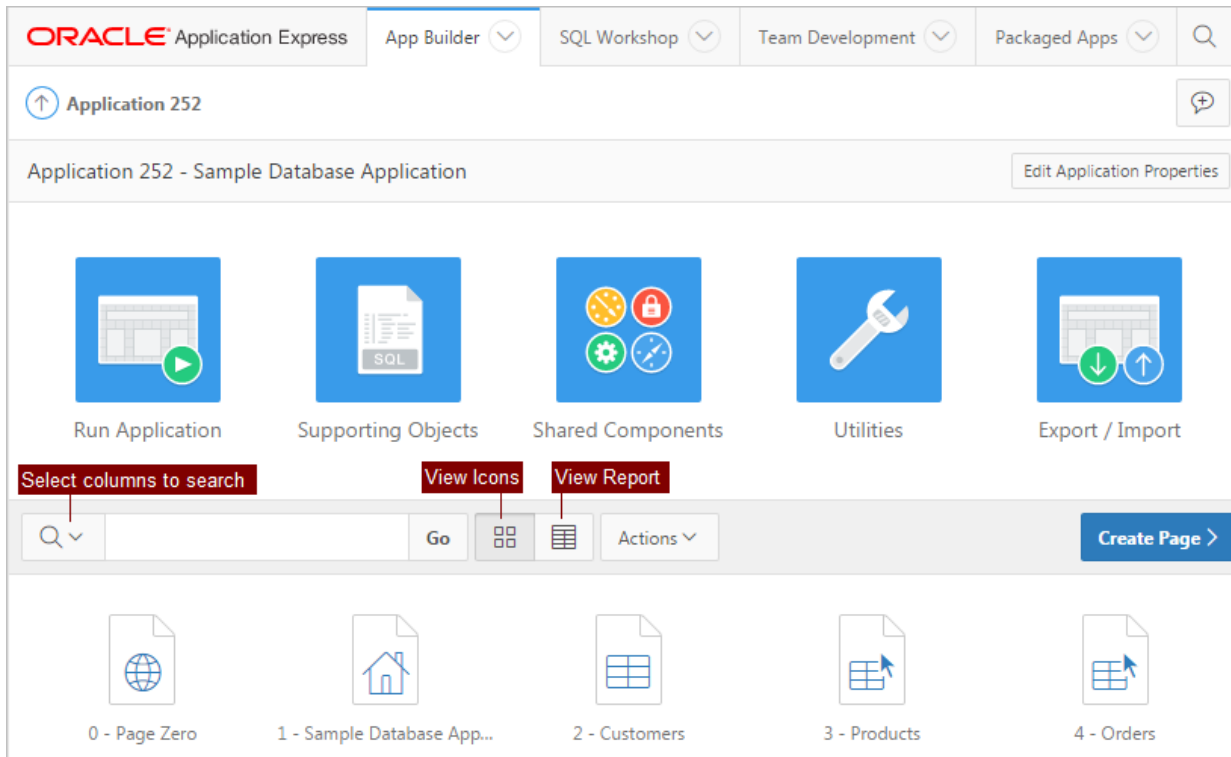 ORACLE Application Express
App Builder
SQL Workshop
Team Development
Packaged Apps
Application 252
Application 252 - Sample Database Application
Edit Application Properties
SQL
Run Application
Supporting Objects
Shared Components
Utilities
Export / Import
Select columns to search
View Icons
View Report
Go
Actions
Create Page
0 - Page Zero
1 - Sample Database App...
2 - Customers
3 - Products
4 - Orders